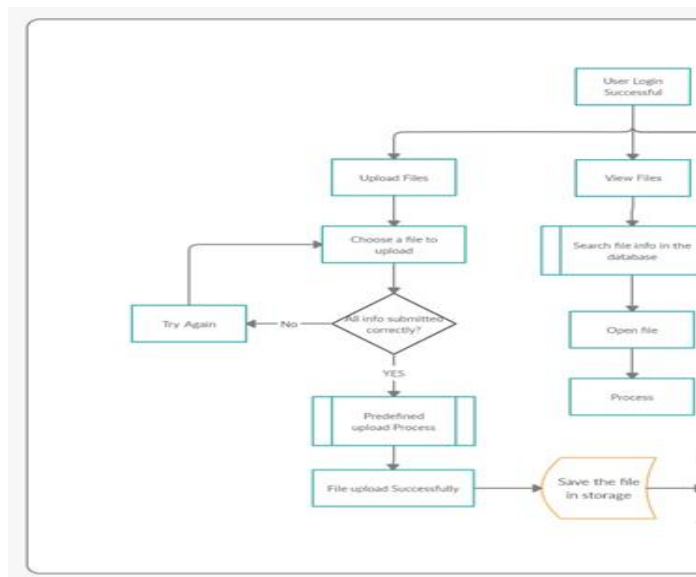 User Login
Successful
Upload Files
View Files
Choose a file to
upload
Search file info in the
database
Try Again
No
All info submitted
correctly?
Open file
YES
Process
Predefined
upload Process
File upload Successfully
Save the file
in storage